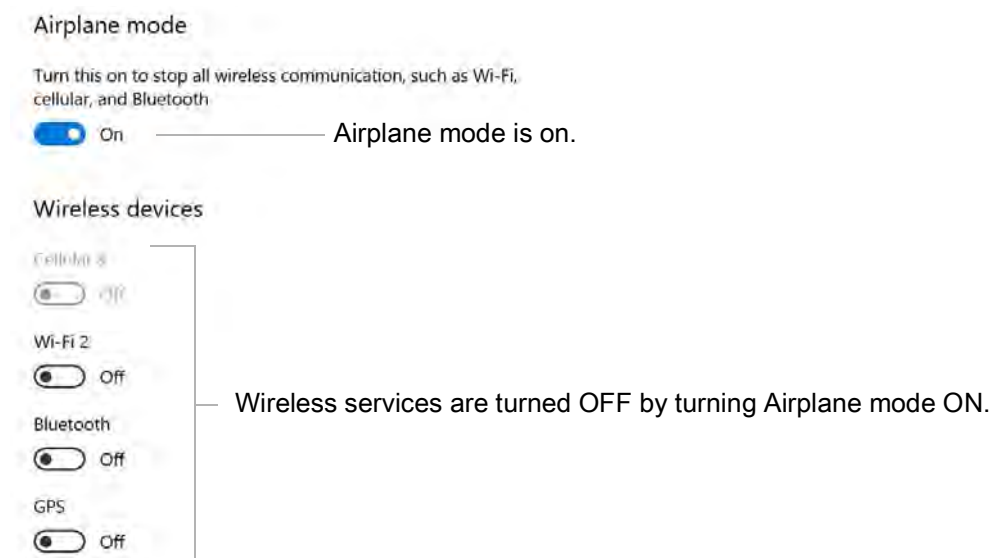 Airplane mode
Turn this on to stop all wireless communication, such as Wi-Fi,
cellular, and Bluetooth
On
Airplane mode is on.
Wireless devices
Cellular 8
Off
Wi-Fi 2
Off
Wireless services are turned OFF by turning Airplane mode ON.
Bluetooth
Off
GPS
Off